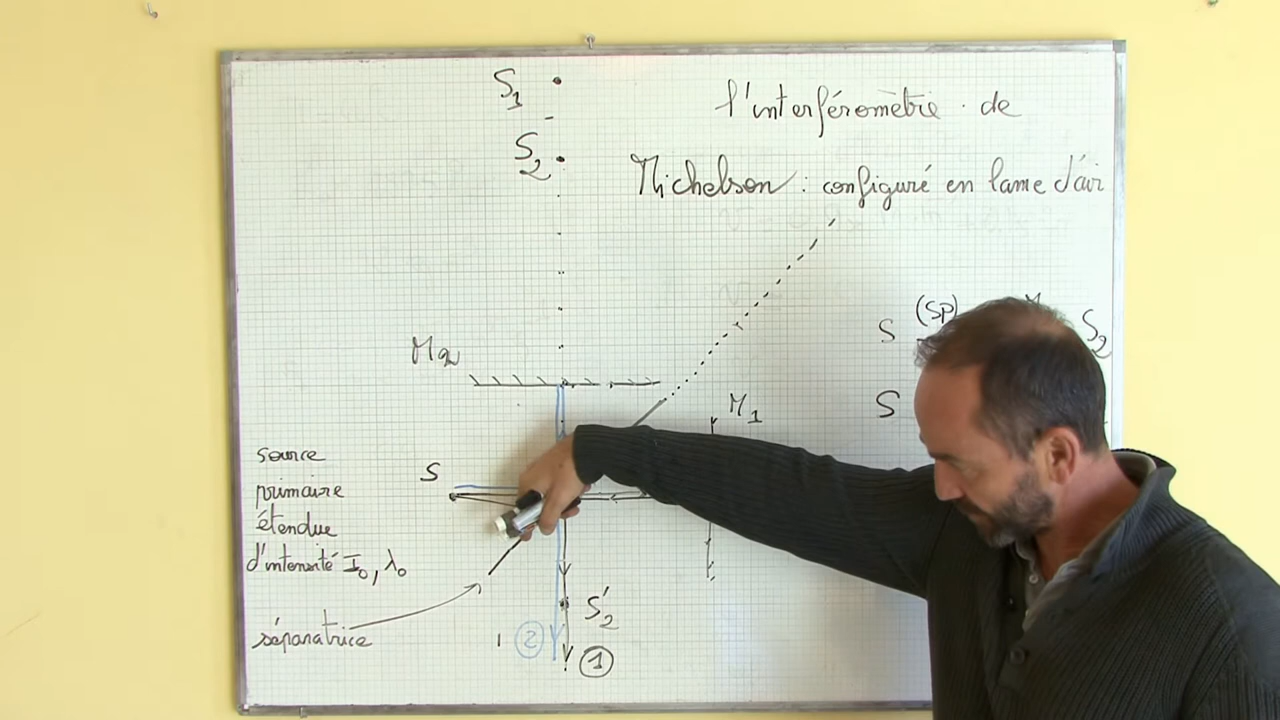 S1
S2
l'interféromètrie de
Michelson : configuré en lame d'air
(SP)
S
S2
M2
M1
S
S
source
primaire
étendue
d'intensité I0, λ0
S'2
séparatrice
2
1